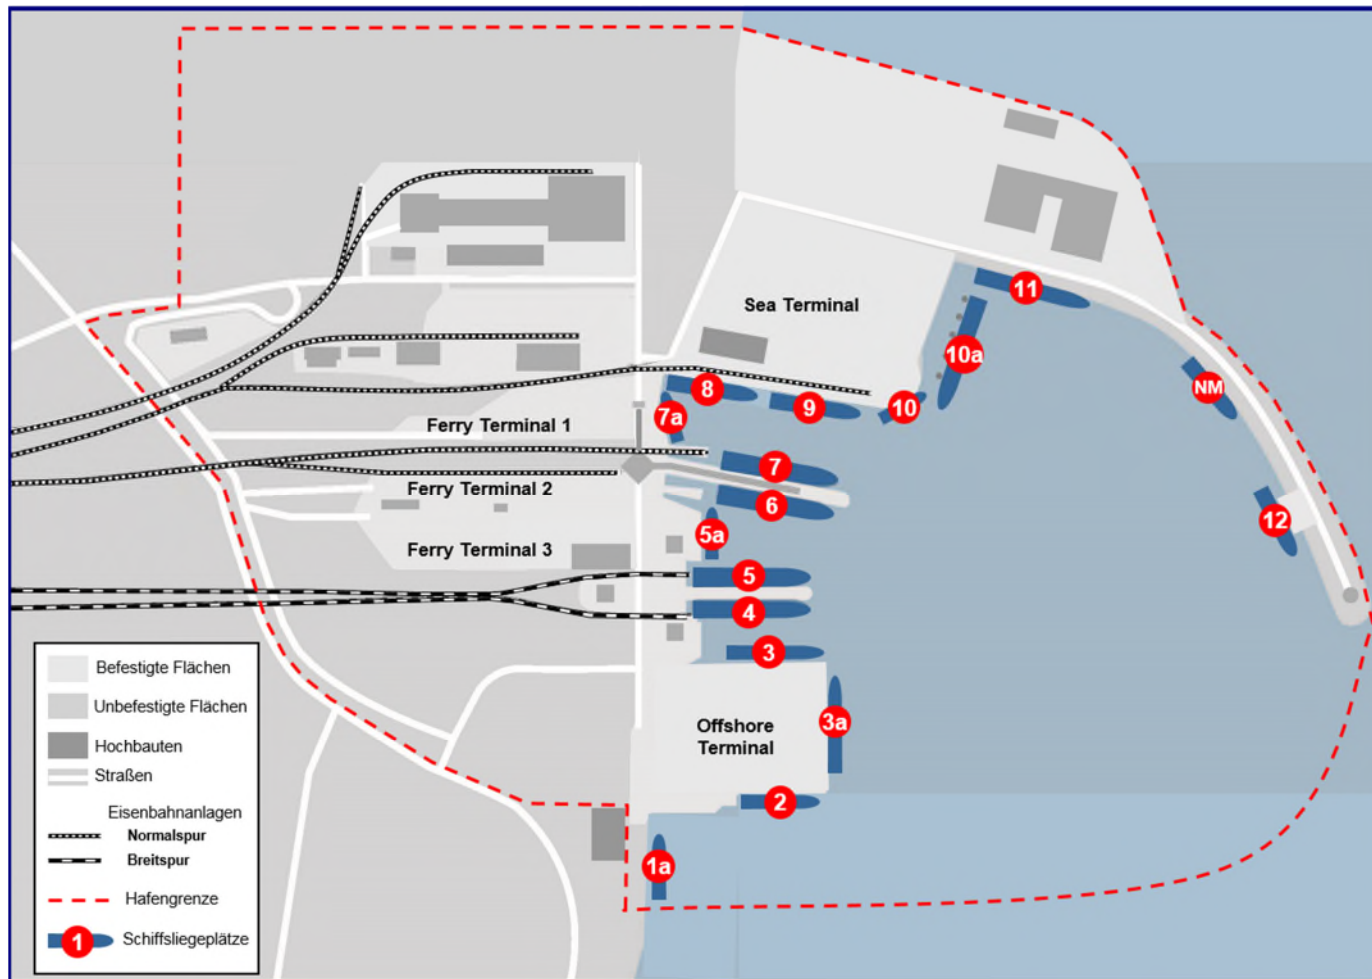 11
Sea Terminal
10a
NM
8
9
10
7a
Ferry Terminal 1
7
Ferry Terminal 2
6
12
5a
Ferry Terminal 3
5
4
3
Befestigte Flächen
Unbefestigte Flächen
3a
Offshore
Terminal
Hochbauten
Straßen
2
Eisenbahnanlagen
Normalspur
Breitspur
1a
Hafengrenze
1
Schiffsliegeplätze